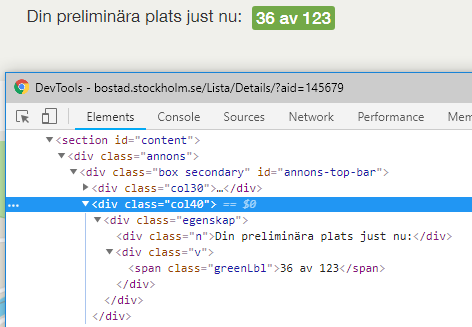 Din preliminära plats just nu: 36 av 123
DevTools - bostad.stockholm.se/Lista/Details/?aid=145679
Elements Console Sources Network Performance Mem
<section id="content">
<div class="annons">
<div class="box secondary" id="annons-top-bar">
<div class="col30">…</div>
... <div class="col40"> == $0
<div class="egenskap">
<div class="n">Din preliminära plats just nu:</div>
<div class="v">
<span class="greenLbl">36 av 123</span>
</div>
</div>
</div>